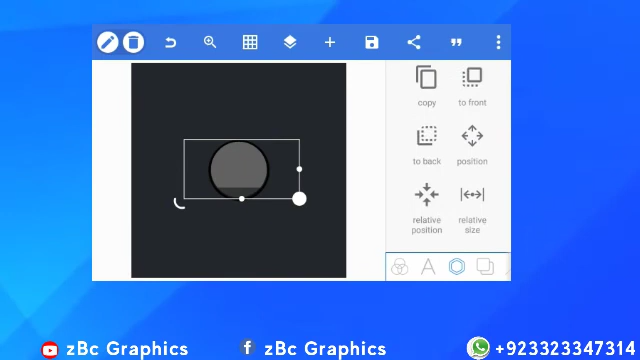 copy to front
to back position
relative position relative size
zBc Graphics zBc Graphics +923323347314